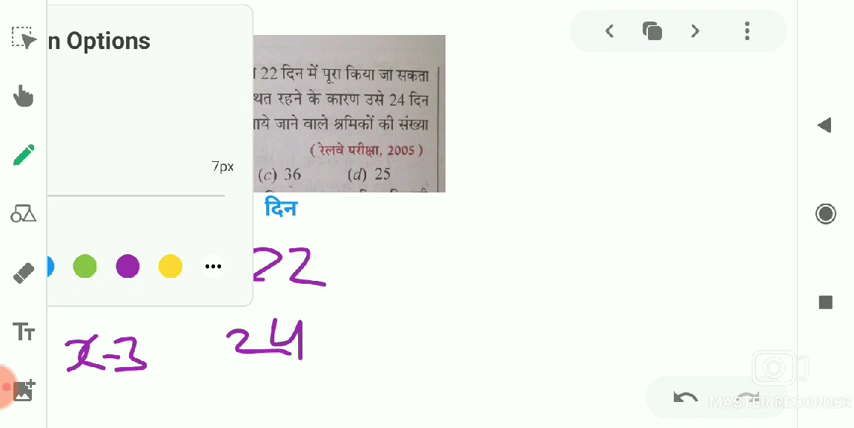 n Options
22 दिन में पूरा किया जा सकता
थत रहने के कारण उसे 24 दिन
ाये जाने वाले श्रमिकों की संख्या
(रेलवे परीक्षा, 2005)
7px
(c) 36 (d) 25
दिन
22
x-3 24
Tt
MASTER RECORDER